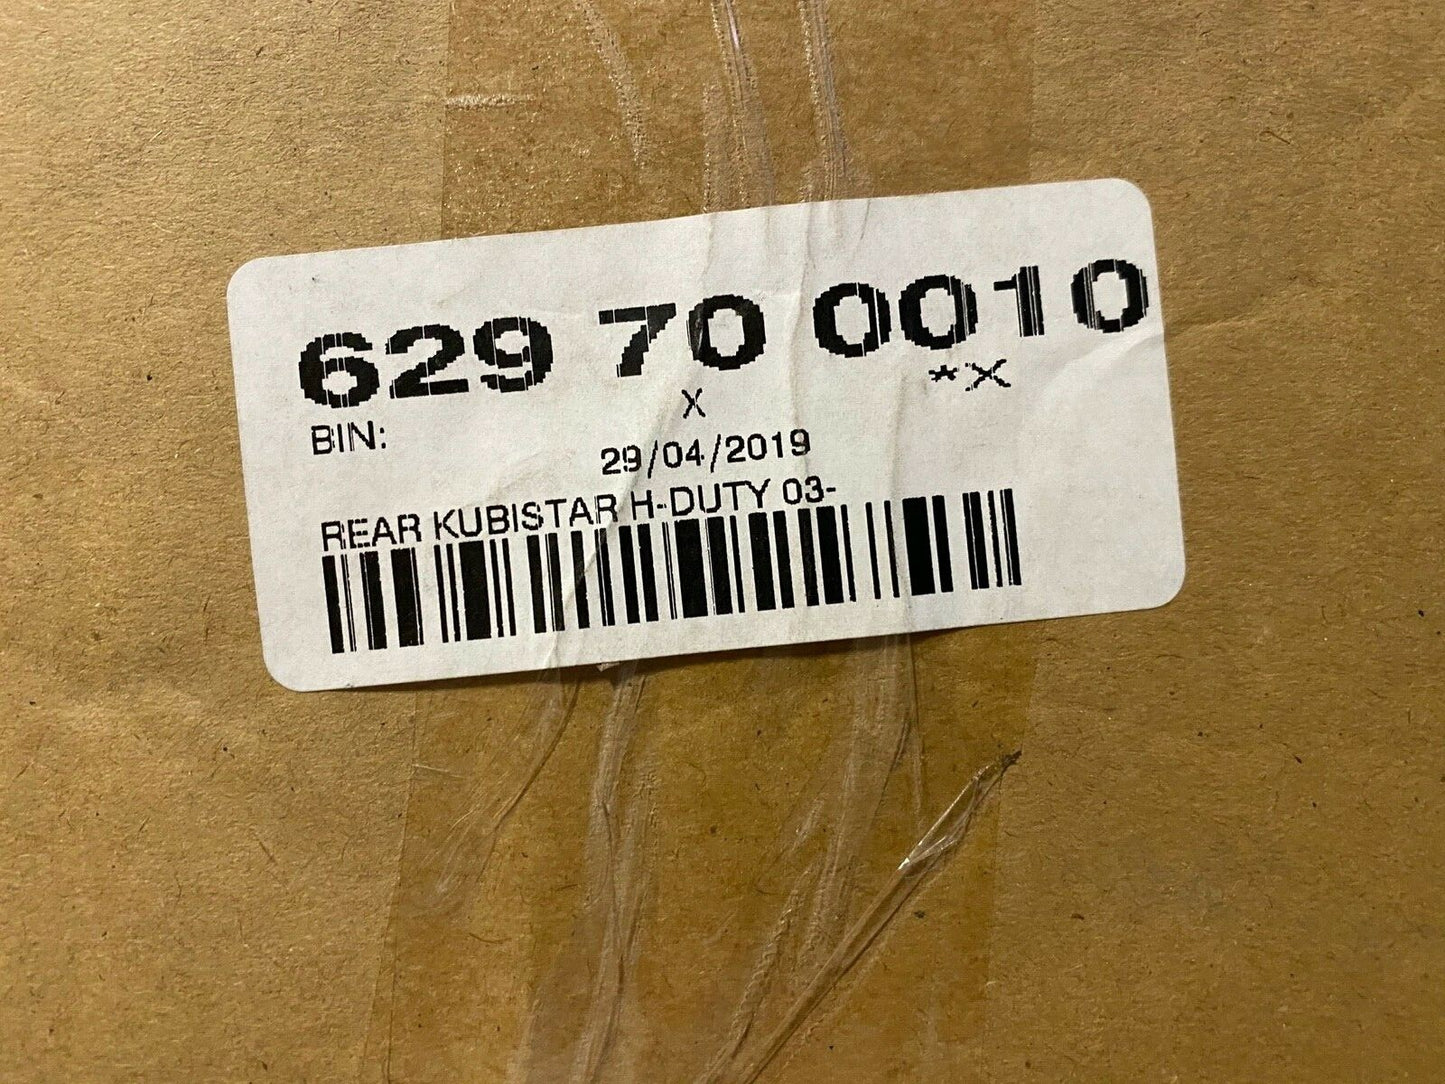 629 70 0010
X *X
BIN:
29/04/2019
REAR KUBISTAR H-DUTY 03-